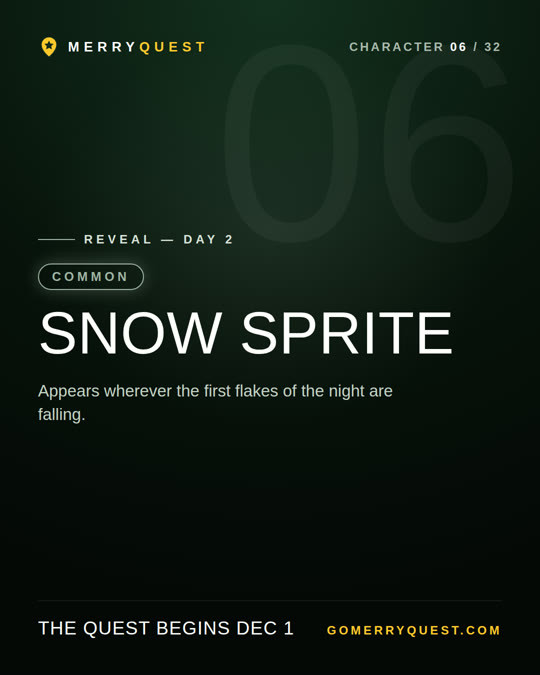 MERRYQUEST
CHARACTER 06 / 32
06
REVEAL — DAY 2
COMMON
SNOW SPRITE
Appears wherever the first flakes of the night are
falling.
THE QUEST BEGINS DEC 1
GOMERRYQUEST.COM